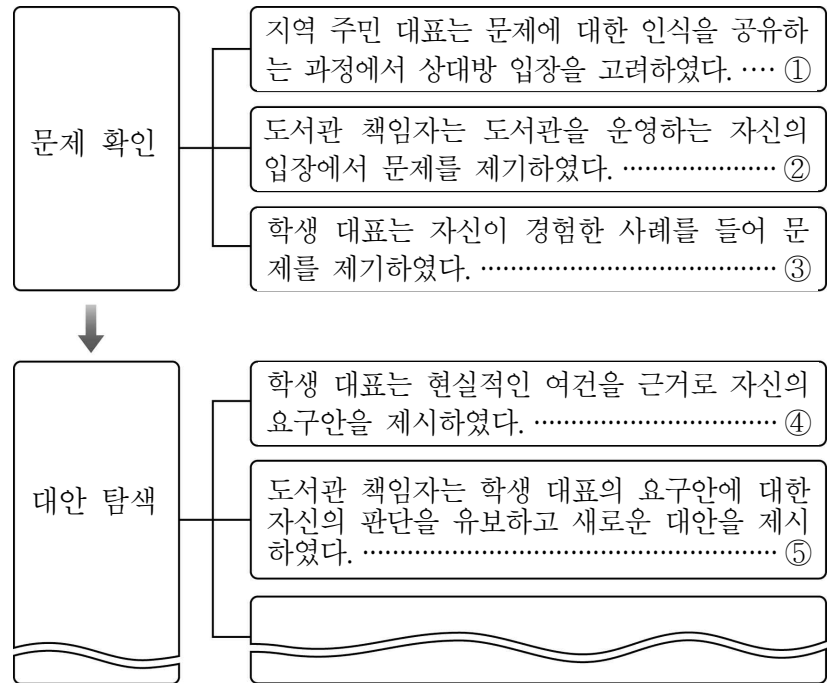 문제 확인
지역 주민 대표는 문제에 대한 인식을 공유하
는 과정에서 상대방 입장을 고려하였다. ···· ①
도서관 책임자는 도서관을 운영하는 자신의
입장에서 문제를 제기하였다. ····················· ②
학생 대표는 자신이 경험한 사례를 들어 문
제를 제기하였다. ········································ ③
대안 탐색
학생 대표는 현실적인 여건을 근거로 자신의
요구안을 제시하였다. ································· ④
도서관 책임자는 학생 대표의 요구안에 대한
자신의 판단을 유보하고 새로운 대안을 제시
하였다. ························································ ⑤